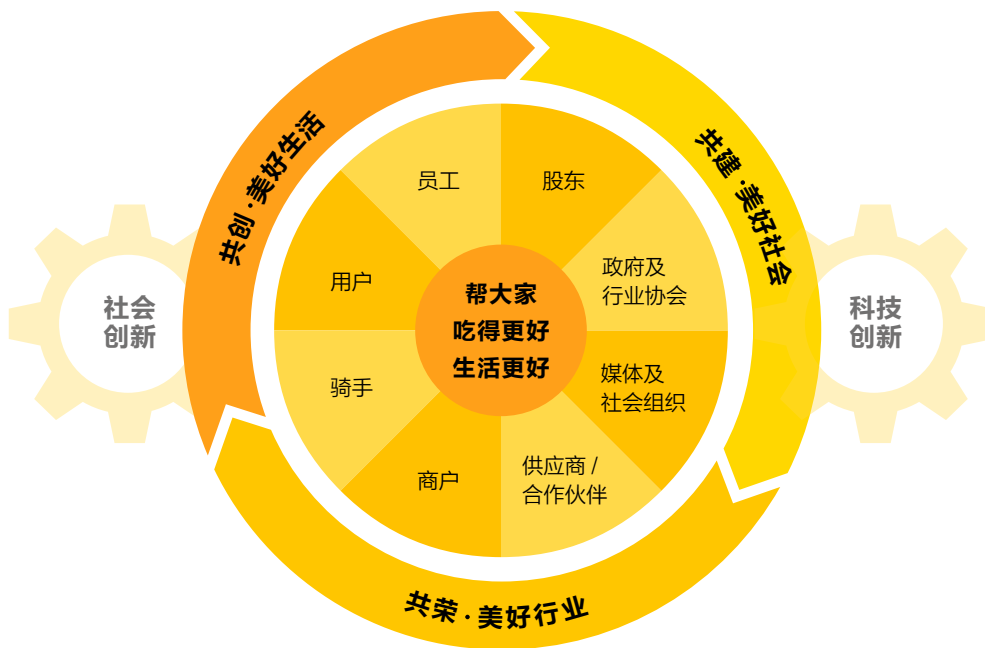 共创·美好生活
共建·美好社会
员工
股东
用户
政府及
行业协会
社会
创新
帮大家
吃得更好
生活更好
科技
创新
骑手
媒体及
社会组织
商户
供应商 /
合作伙伴
共荣·美好行业